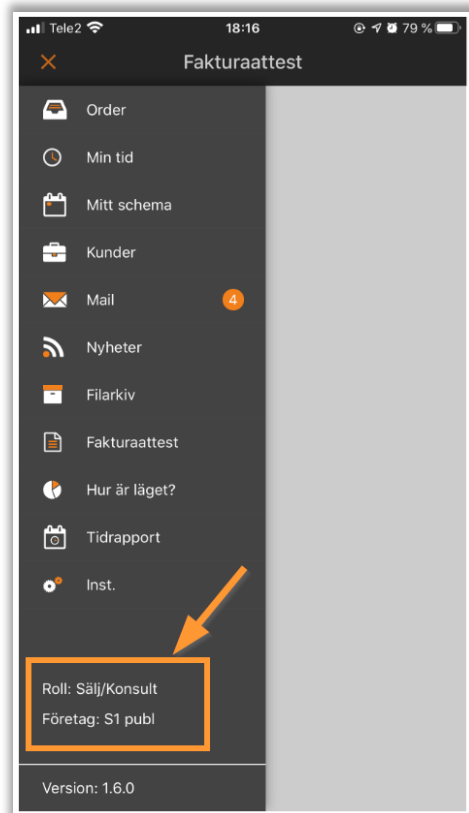 Tele2 18:16 79 %
Fakturaattest
Order
Min tid
Mitt schema
Kunder
Mail 4
Nyheter
Filarkiv
Fakturaattest
Hur är läget?
Tidrapport
Inst.
Roll: Sälj/Konsult
Företag: S1 publ
Version: 1.6.0